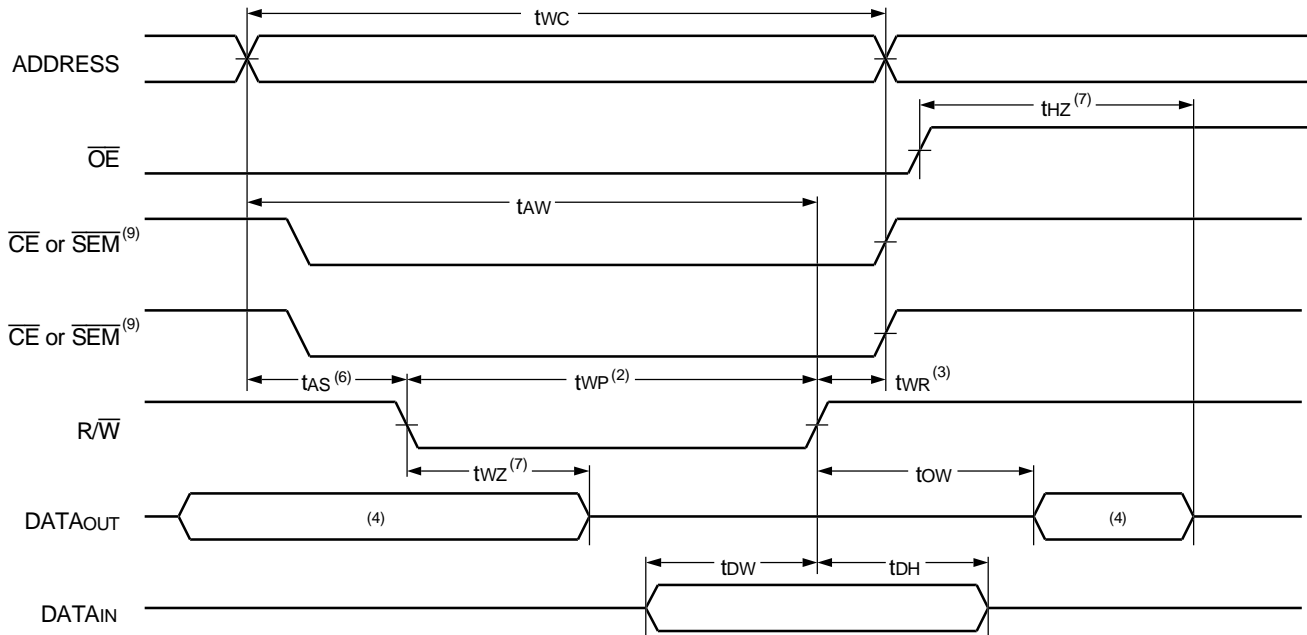 tWC
ADDRESS
tHZ (7)
OE
tAW
CE or SEM (9)
CE or SEM (9)
tAS (6)
tWP (2)
tWR (3)
R/W
tWZ (7)
tOW
DATAOUT
(4)
(4)
tDW
tDH
DATAIN